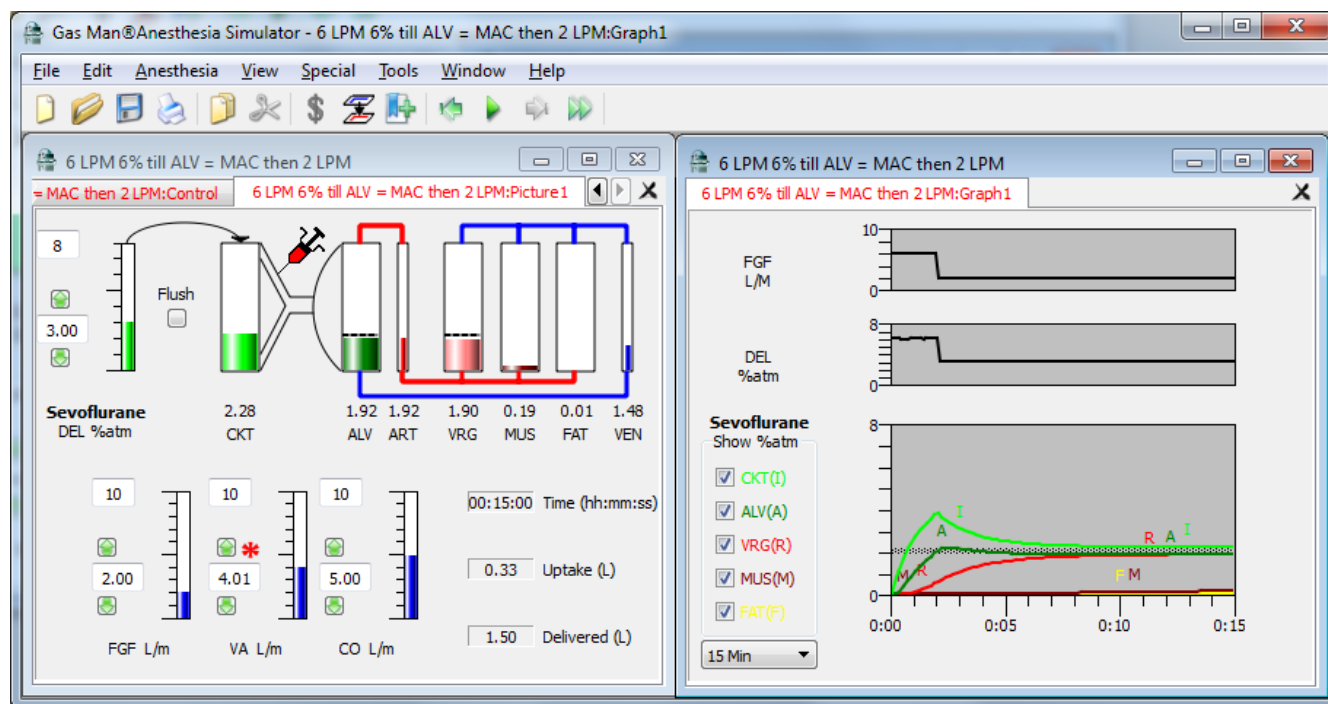 Gas Man®Anesthesia Simulator - 6 LPM 6% till ALV = MAC then 2 LPM:Graph1
File Edit Anesthesia View Special Tools Window Help
$
6 LPM 6% till ALV = MAC then 2 LPM
= MAC then 2 LPM:Control 6 LPM 6% till ALV = MAC then 2 LPM:Picture1
8
Flush
3.00
Sevoflurane
DEL %atm
2.28 1.92 1.92 1.90 0.19 0.01 1.48
CKT ALV ART VRG MUS FAT VEN
10 10 10
00:15:00 Time (hh:mm:ss)
2.00 4.01 5.00
0.33 Uptake (L)
1.50 Delivered (L)
FGF L/m VA L/m CO L/m
6 LPM 6% till ALV = MAC then 2 LPM
6 LPM 6% till ALV = MAC then 2 LPM:Graph1
10
FGF
L/M
0
8
DEL
%atm
0
Sevoflurane
Show %atm
CKT(I)
ALV(A)
VRG(R)
MUS(M)
FAT(F)
15 Min
8
I
A R A I
M R F M
0
0:00 0:05 0:10 0:15